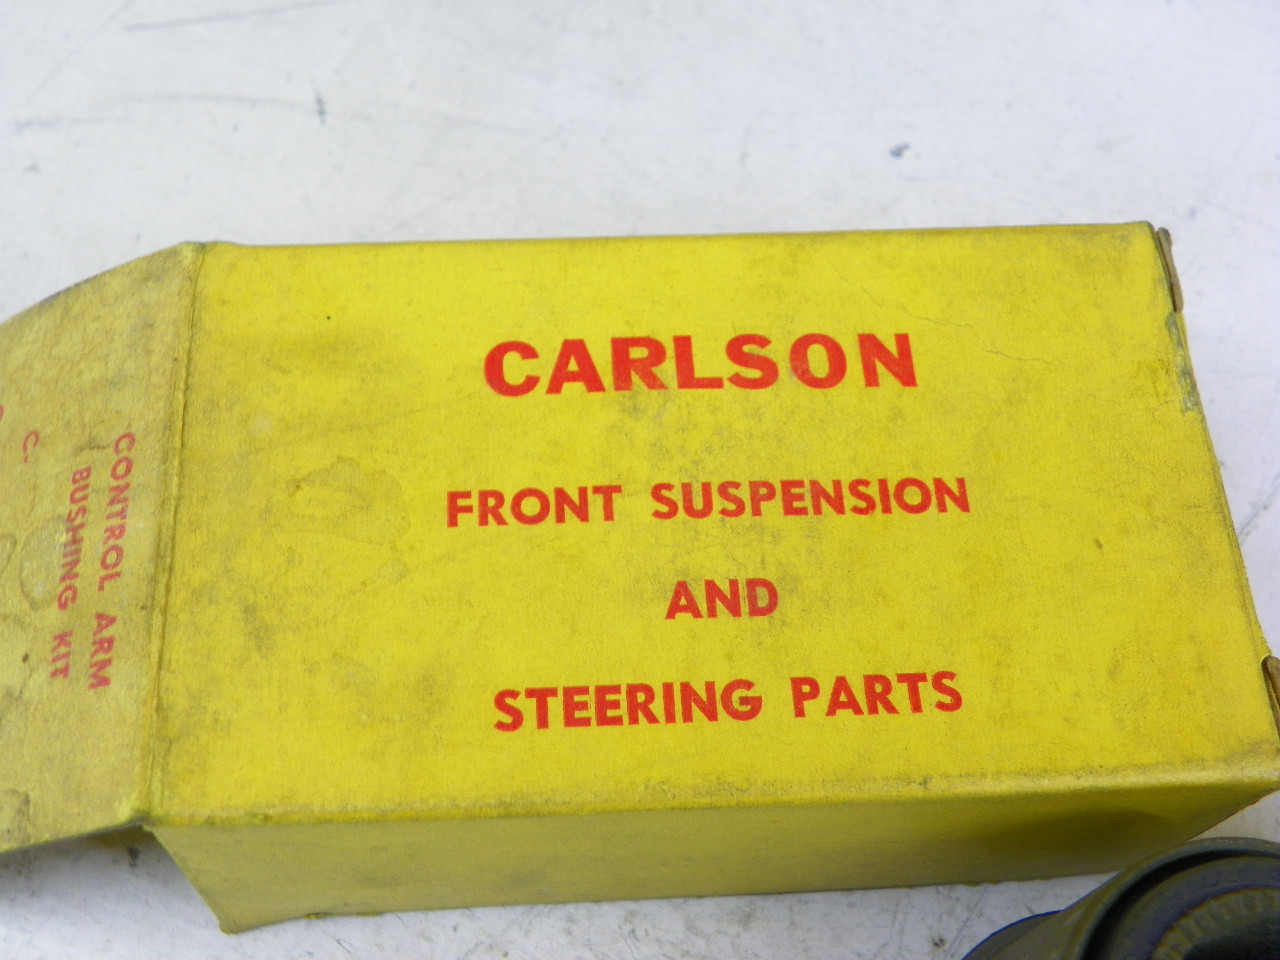 CARLSON
FRONT SUSPENSION
AND
STEERING PARTS
CONTROL ARM
BUSHING KIT
C-